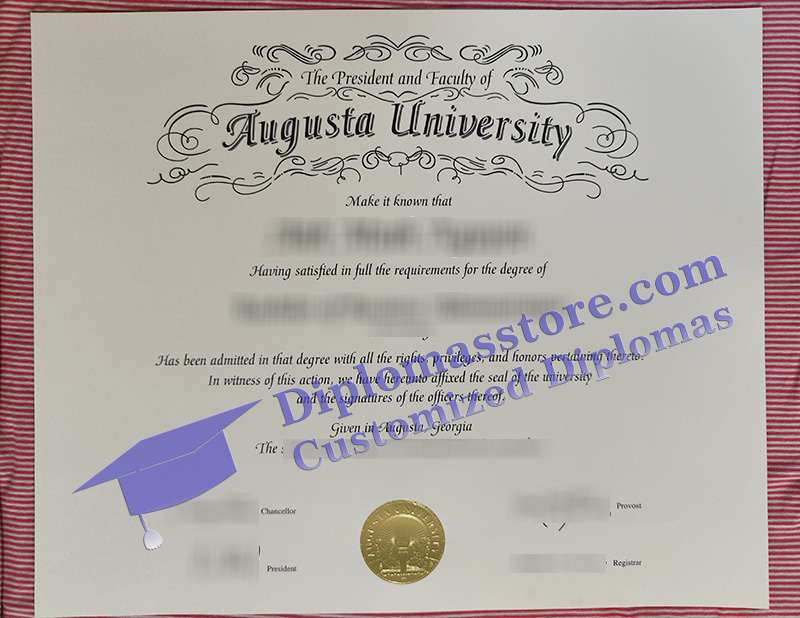 The President and Faculty of
Augusta University
Make it known that
Having satisfied in full the requirements for the degree of
Has been admitted in that degree with all the rights, privileges, and honors pertaining thereto.
In witness of this action, we have hereunto affixed the seal of the university
and the signatures of the officers thereof.
Given in Augusta, Georgia
The :
Chancellor
Provost
President
Registrar
AUGUSTA UNIVERSITY
Diplomasstore.com
Customized Diplomas